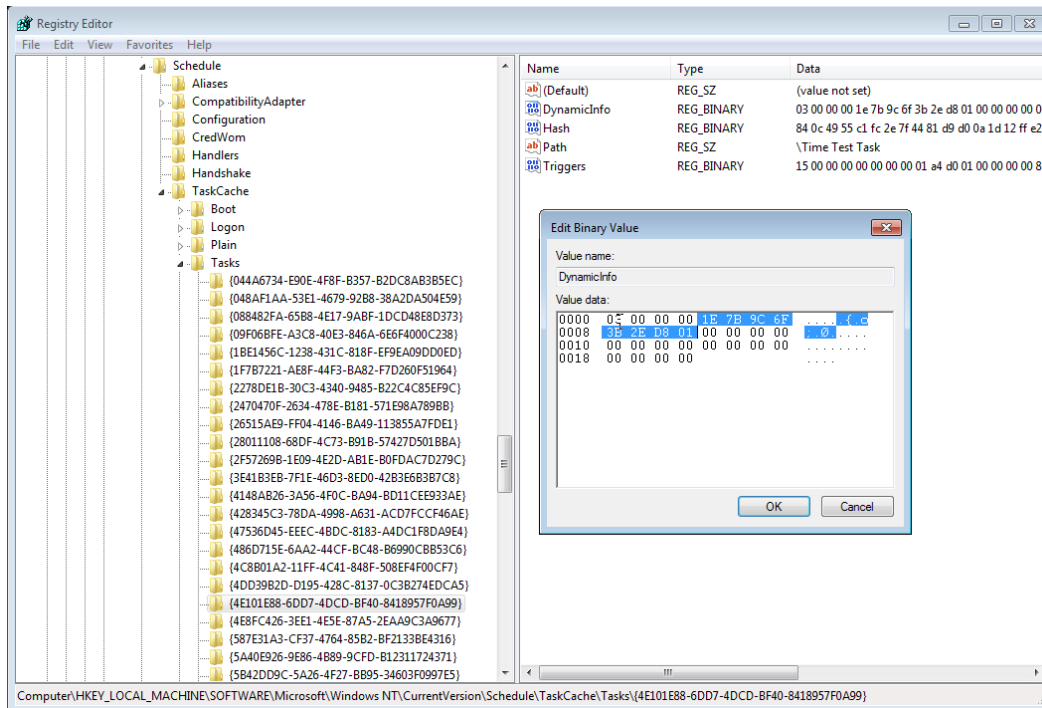 Registry Editor
File Edit View Favorites Help
Schedule
Aliases
CompatibilityAdapter
Configuration
CredWom
Handlers
Handshake
TaskCache
Boot
Logon
Plain
Tasks
{044A6734-E90E-4F8F-B357-B2DC8AB3B5EC}
{048AF1AA-53E1-4679-92B8-38A2DA504E59}
{088482FA-65B8-4E17-9ABF-1DCD48E8D373}
{09F06BFE-A3C8-40E3-846A-6E6F4000C238}
{1BE1456C-1238-431C-818F-EF9EA09DD0ED}
{1F7B7221-AE8F-44F3-BA82-F7D260F51964}
{2278DE1B-30C3-4340-9485-B22C4C85EF9C}
{2470470F-2634-478E-B181-571E98A789BB}
{26515AE9-FF04-4146-BA49-113855A7FDE1}
{28011108-68DF-4C73-B91B-57427D501BBA}
{2F57269B-1E09-4E2D-AB1E-B0FDAC7D279C}
{3E41B3EB-7F1E-46D3-8ED0-42B3E6B3B7C8}
{4148AB26-3A56-4F0C-BA94-BD11CEE933AE}
{428345C3-78DA-4998-A631-ACD7FCCF46AE}
{47536D45-EEEC-4BDC-8183-A4DC1F8DA9E4}
{486D715E-6AA2-44CF-BC48-B6990CBB53C6}
{4C8B01A2-11FF-4C41-848F-508EF4F00CF7}
{4DD39B2D-D195-428C-8137-0C3B274EDCA5}
{4E101E88-6DD7-4DCD-BF40-8418957F0A99}
{4E8FC426-3EE1-4E5E-87A5-2EAA9C3A9677}
{587E31A3-CF37-4764-85B2-BF2133BE4316}
{5A40E926-9E86-4B89-9CFD-B12311724371}
{5B42DD9C-5A26-4F27-BB95-34603F0997E5}
Name Type Data
(Default) REG_SZ (value not set)
DynamicInfo REG_BINARY 03 00 00 00 1e 7b 9c 6f 3b 2e d8 01 00 00 00 00 0
Hash REG_BINARY 84 0c 49 55 c1 fc 2e 7f 44 81 d9 d0 0a 1d 12 ff e2
Path REG_SZ \Time Test Task
Triggers REG_BINARY 15 00 00 00 00 00 00 00 01 a4 d0 01 00 00 00 00 8
Edit Binary Value
Value name:
DynamicInfo
Value data:
0000 03 00 00 00 1E 7B 9C 6F .....{.o
0008 3B 2E D8 01 00 00 00 00 ;.Ø.....
0010 00 00 00 00 00 00 00 00 ........
0018 00 00 00 00 ....
OK Cancel
Computer\HKEY_LOCAL_MACHINE\SOFTWARE\Microsoft\Windows NT\CurrentVersion\Schedule\TaskCache\Tasks\{4E101E88-6DD7-4DCD-BF40-8418957F0A99}